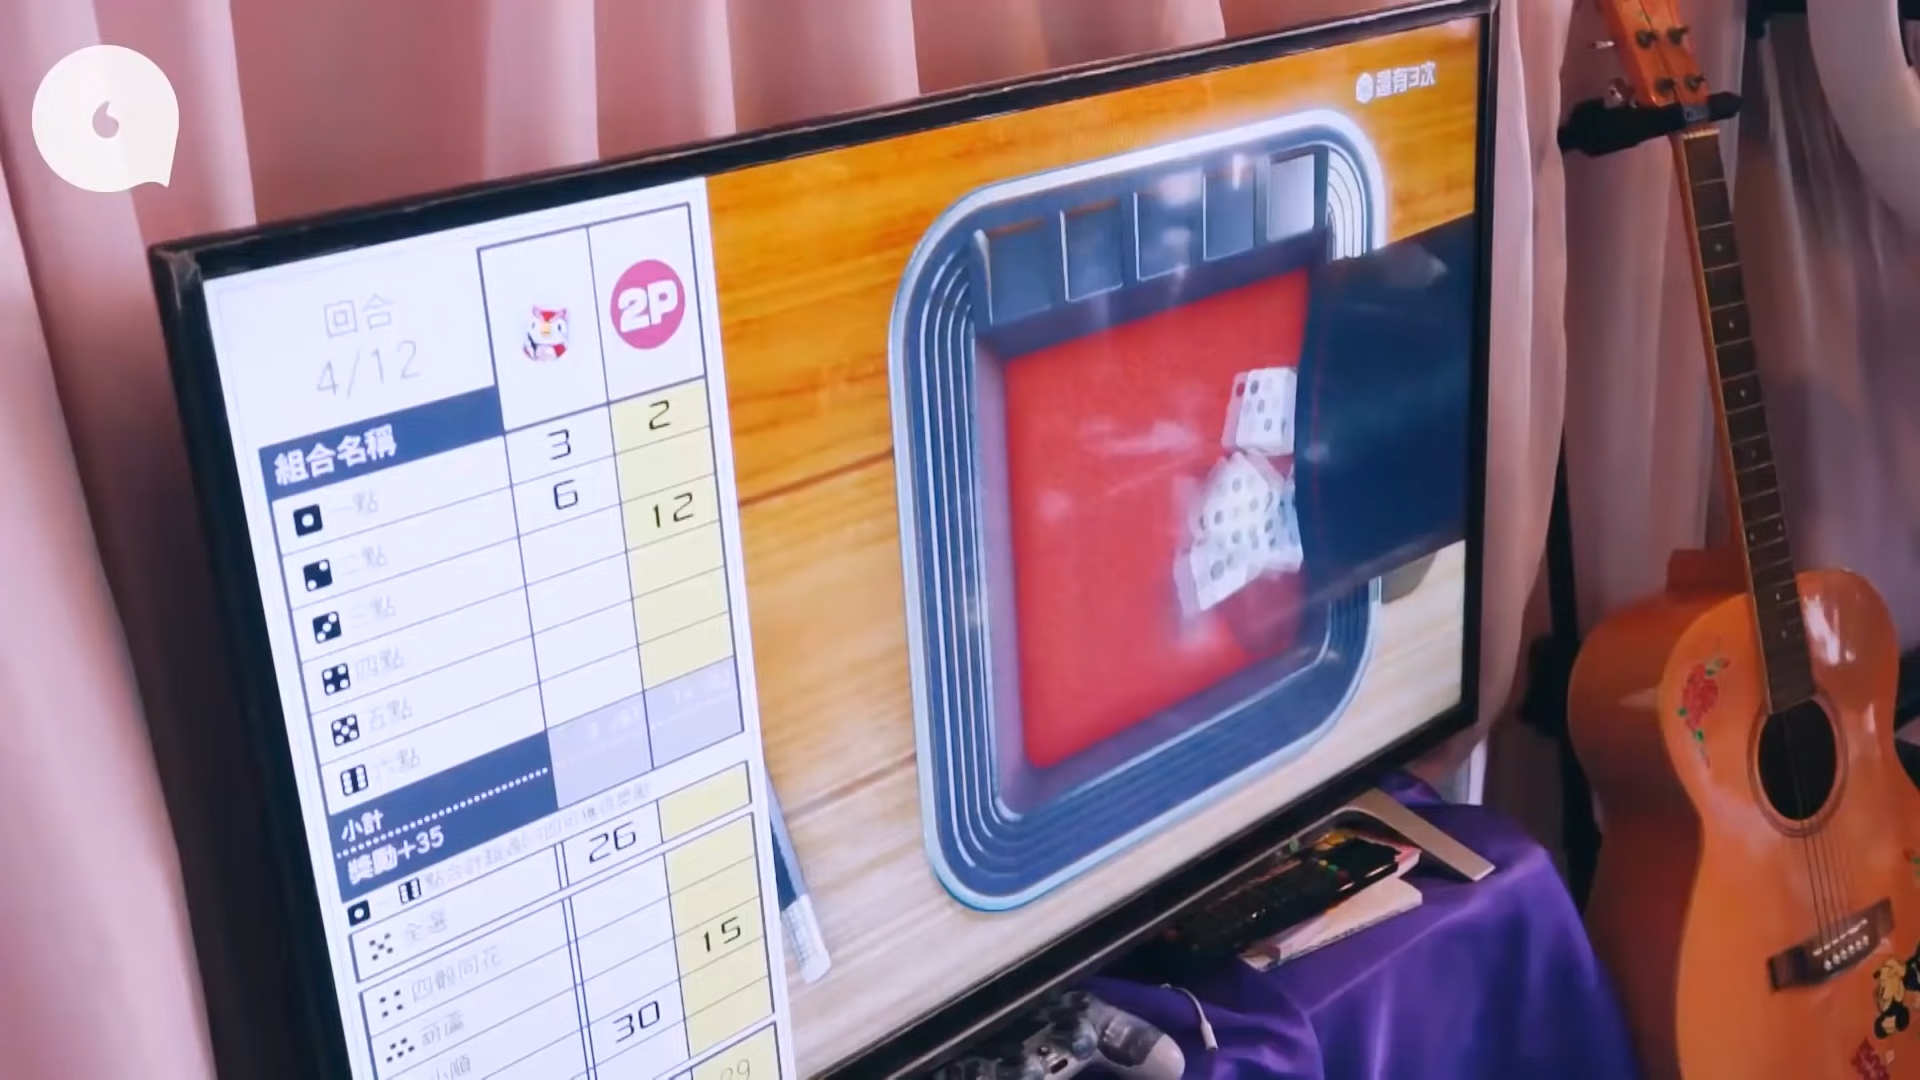 還有3次
回合
4/12
2P
組合名稱
一點 3 2
二點 6
三點 12
四點
五點
六點
小計
獎勵+35
全選 26
四骰同花
葫蘆 15
小順 30